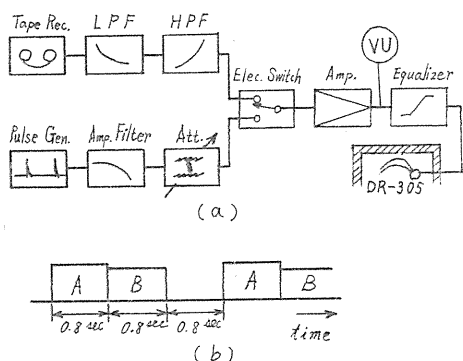 Tape Rec. LPF HPF
VU
Elec. Switch Amp. Equalizer
Pulse Gen. Amp. Filter Att.
DR-305
(a)
A B A B
0.8 sec 0.8 sec 0.8 sec
time
(b)